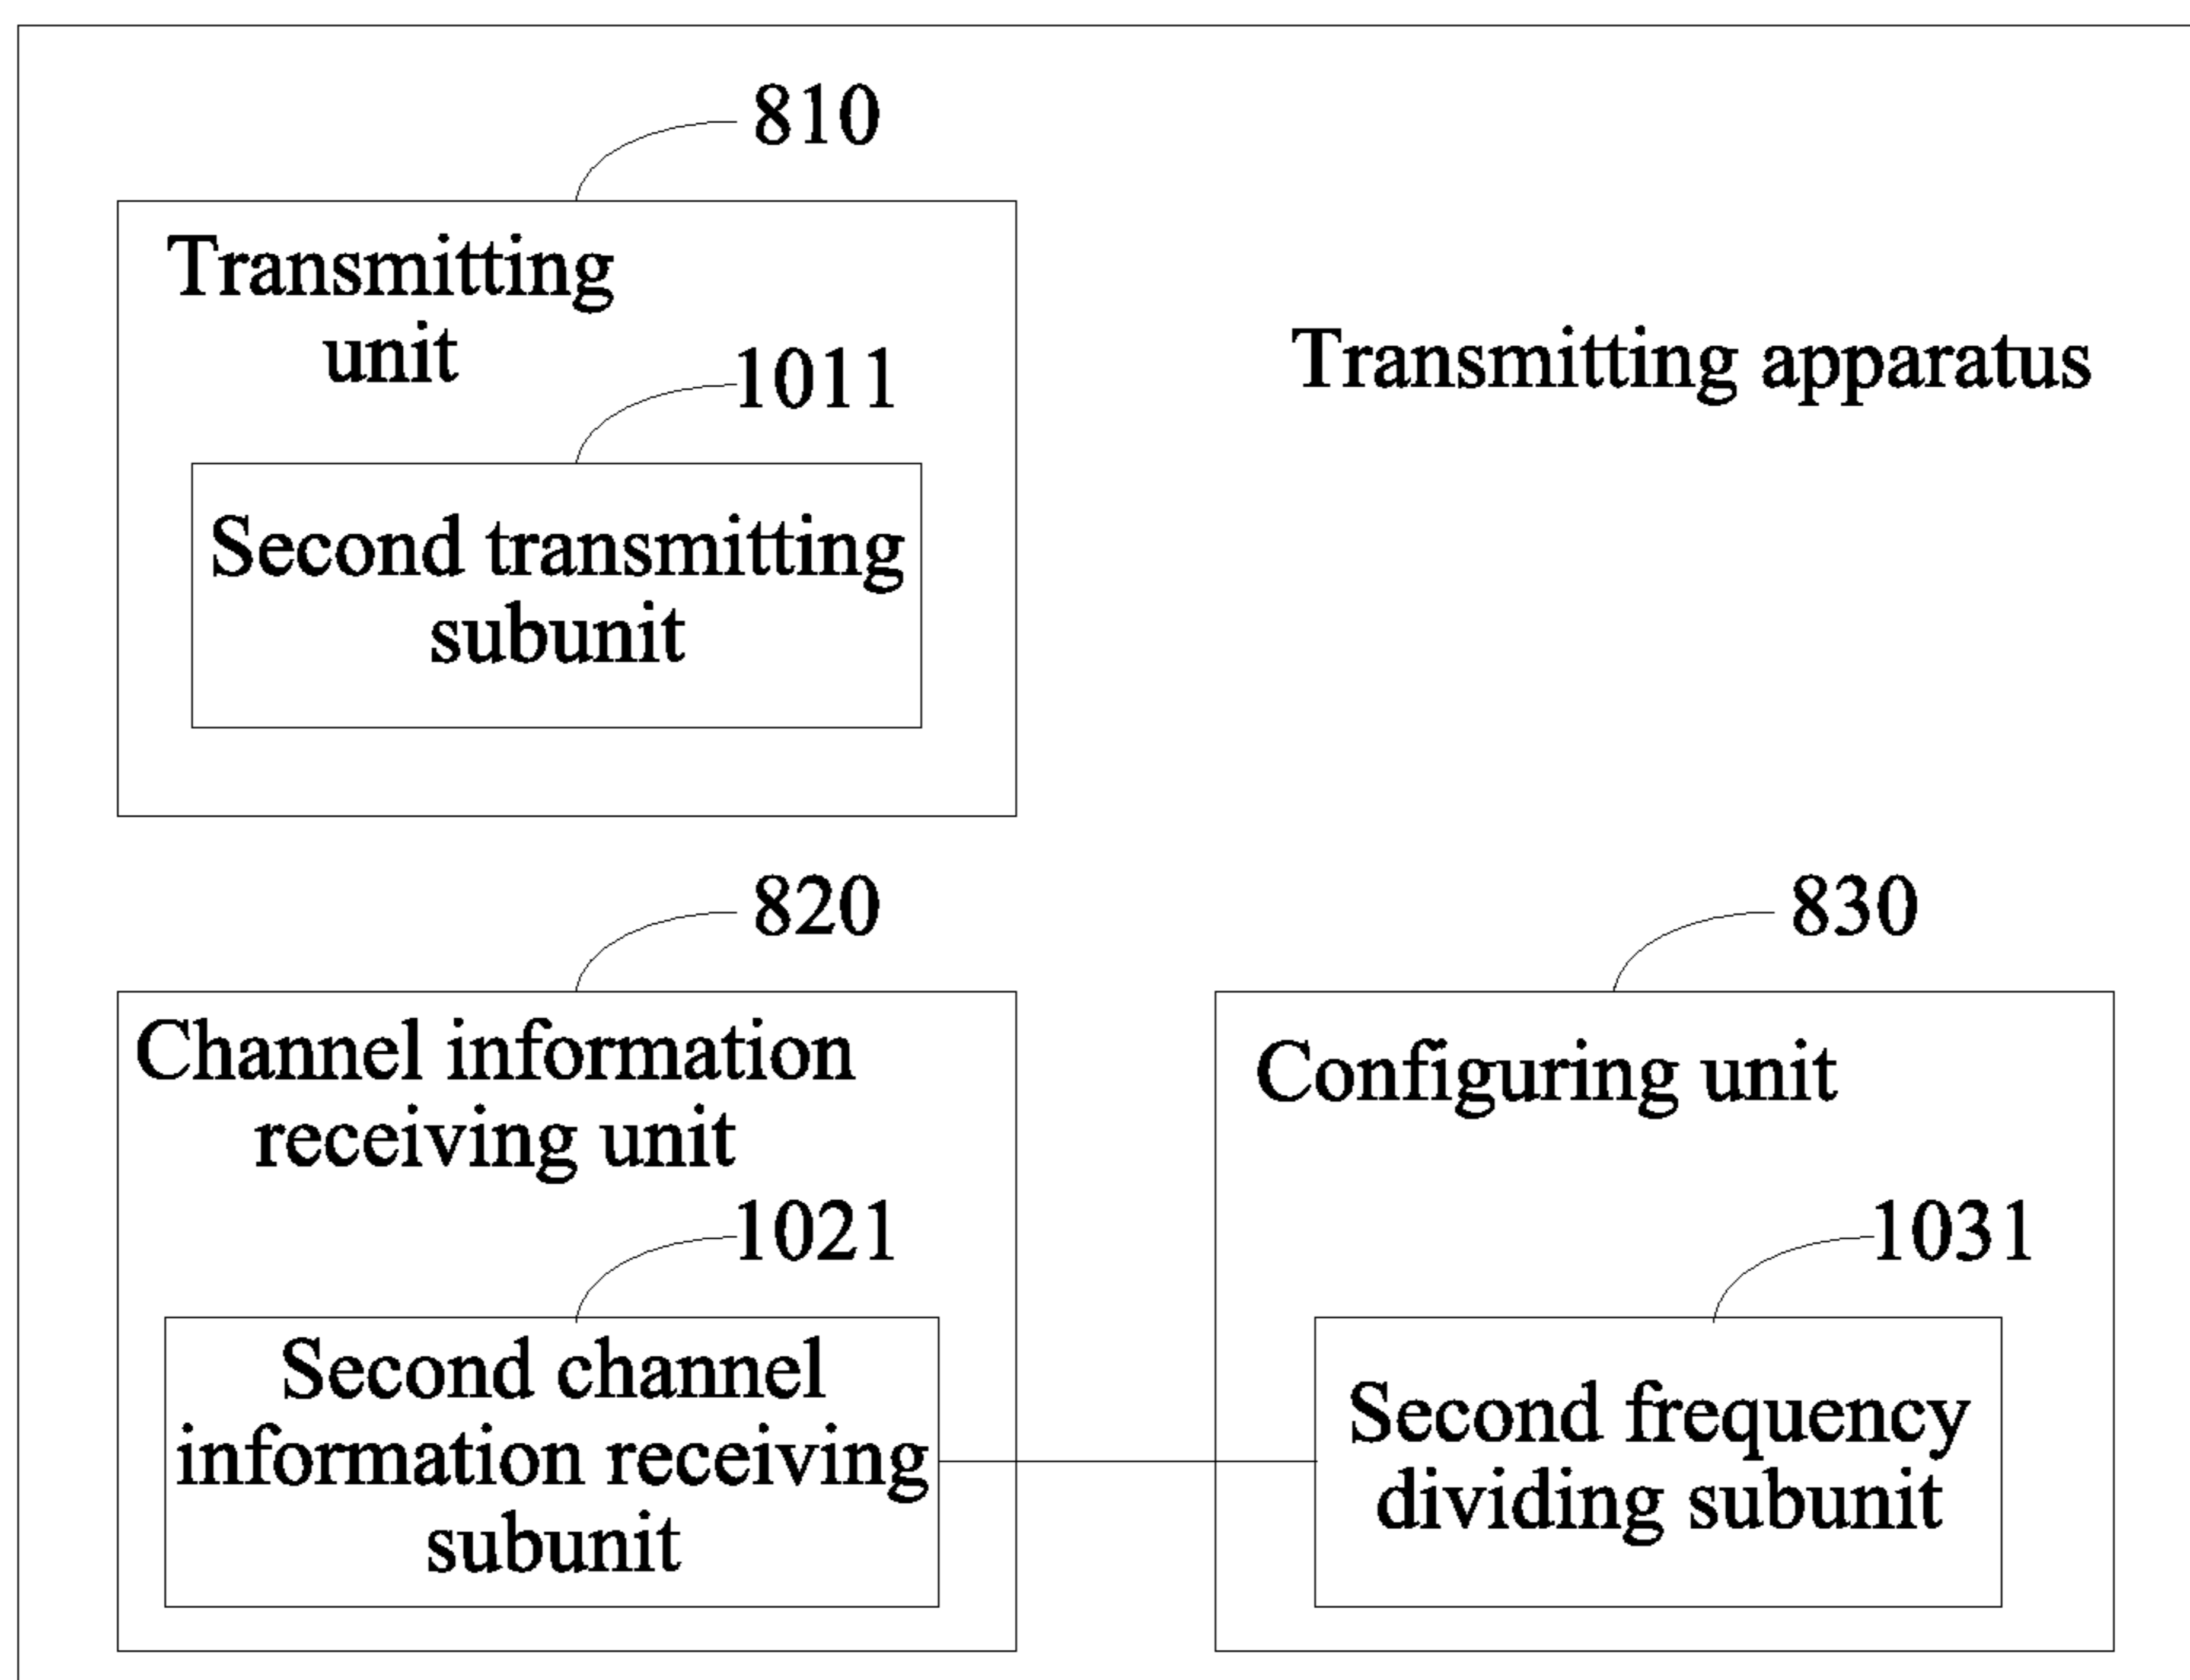 810
Transmitting
unit
1011
Second transmitting
subunit
Transmitting apparatus
820
Channel information
receiving unit
1021
Second channel
information receiving
subunit
830
Configuring unit
1031
Second frequency
dividing subunit